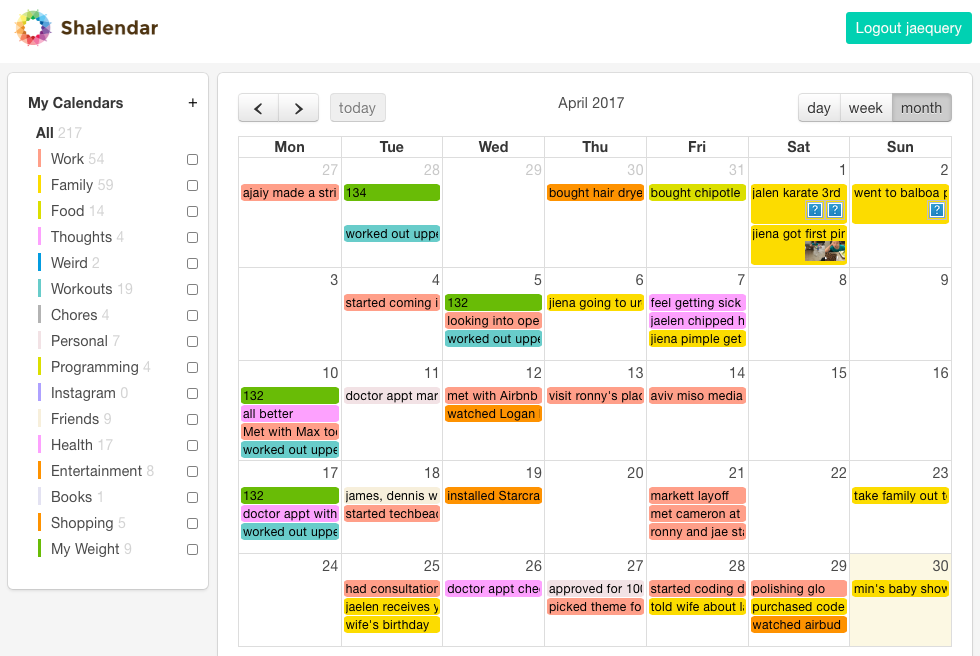 Shalendar
Logout jaequery
My Calendars +
All 217
Work 54
Family 59
Food 14
Thoughts 4
Weird 2
Workouts 19
Chores 4
Personal 7
Programming 4
Instagram 0
Friends 9
Health 17
Entertainment 8
Books 1
Shopping 5
My Weight 9
today
April 2017
day week month
Mon Tue Wed Thu Fri Sat Sun
27 28 29 30 31 1 2
ajaiy made a stri
134
worked out uppe
bought hair drye
bought chipotle
jalen karate 3rd
? ?
jiena got first pir
went to balboa p
?
3 4 5 6 7 8 9
started coming i
132
looking into ope
worked out uppe
jiena going to ur
feel getting sick
jaelen chipped h
jiena pimple get
10 11 12 13 14 15 16
132
all better
Met with Max too
worked out uppe
doctor appt mar
met with Airbnb
watched Logan
visit ronny's plac
aviv miso media
17 18 19 20 21 22 23
132
doctor appt with
worked out uppe
james, dennis w
started techbead
installed Starcra
markett layoff
met cameron at
ronny and jae sta
take family out t
24 25 26 27 28 29 30
had consultation
jaelen receives y
wife's birthday
doctor appt che
approved for 100
picked theme fo
started coding d
told wife about la
polishing glo
purchased code
watched airbud
min's baby show